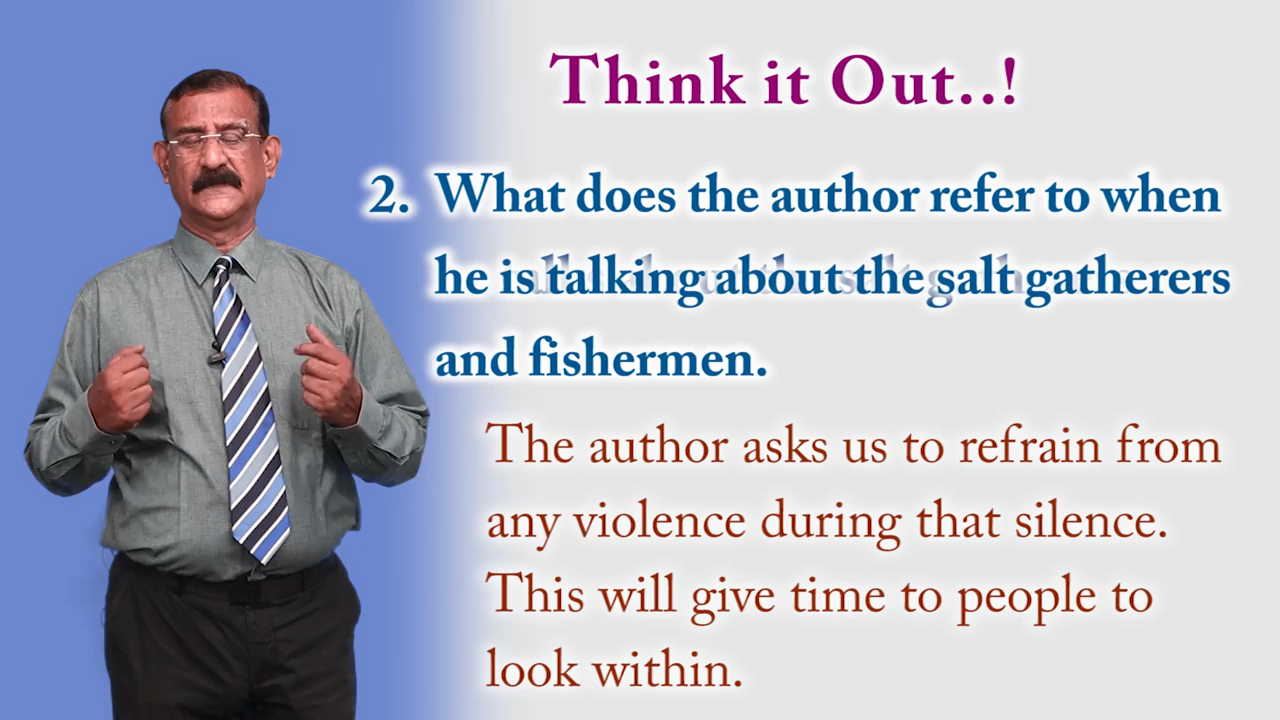 Think it Out..!
2. What does the author refer to when
he is talking about the salt gatherers
and fishermen.
The author asks us to refrain from
any violence during that silence.
This will give time to people to
look within.